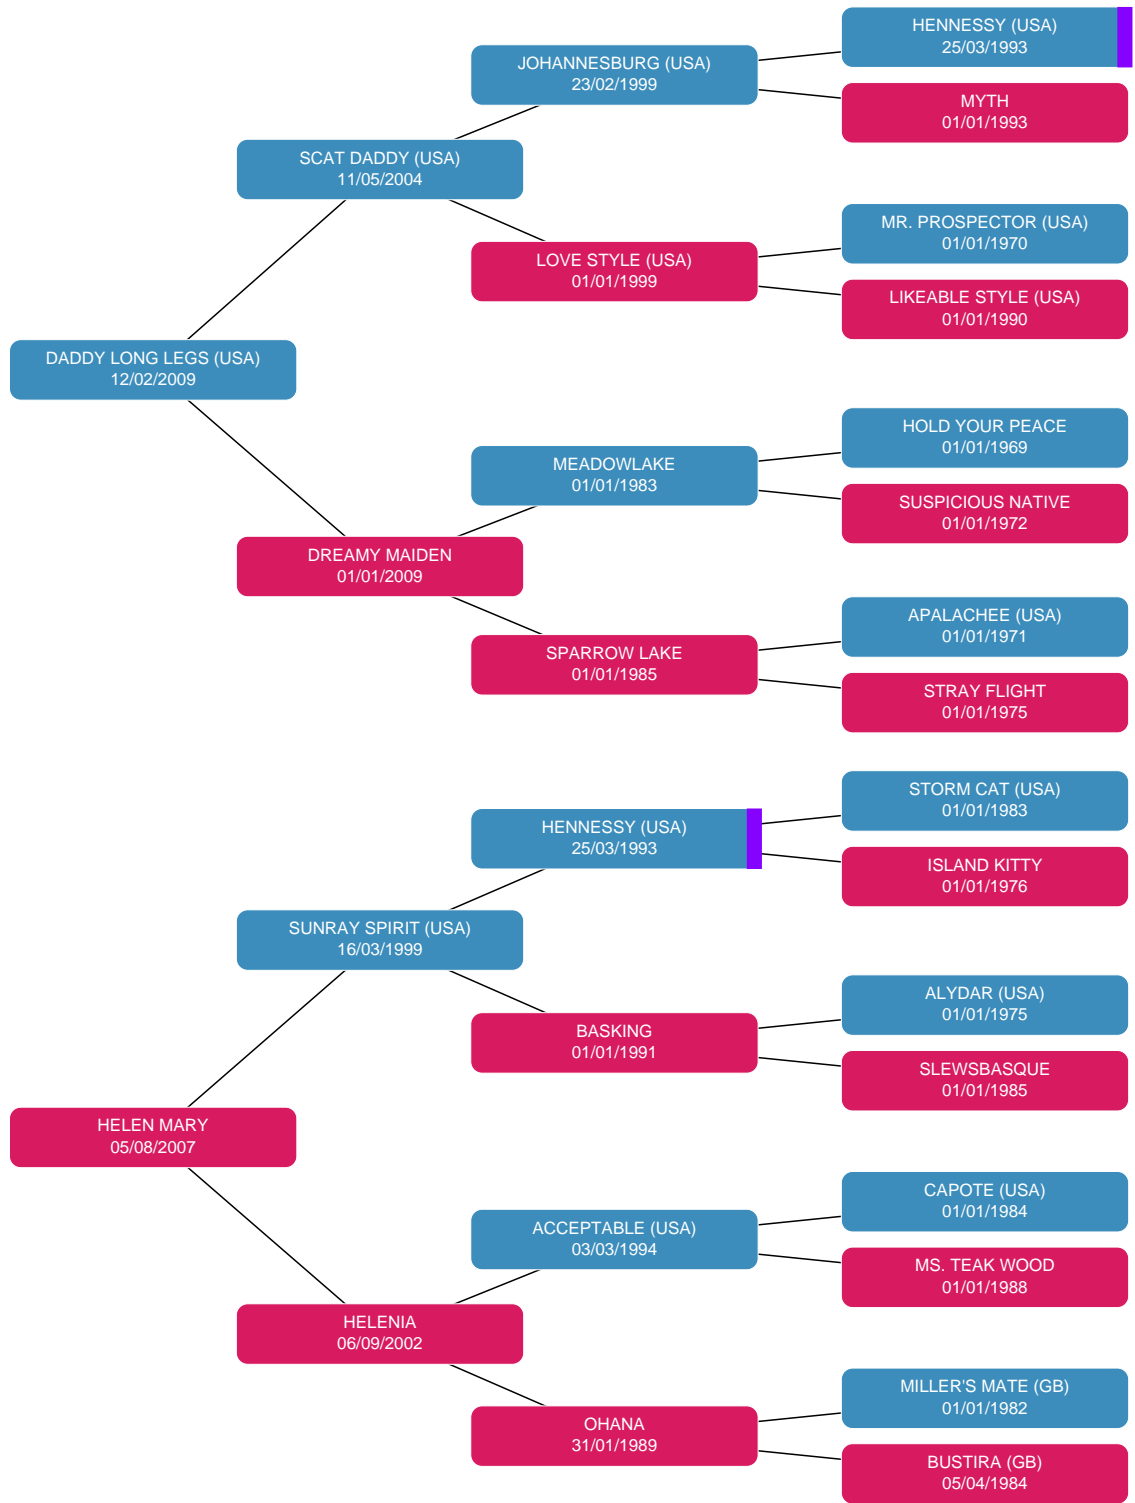 HENNESSY (USA)
25/03/1993
JOHANNESBURG (USA)
23/02/1999
MYTH
01/01/1993
SCAT DADDY (USA)
11/05/2004
MR. PROSPECTOR (USA)
01/01/1970
LOVE STYLE (USA)
01/01/1999
LIKEABLE STYLE (USA)
01/01/1990
DADDY LONG LEGS (USA)
12/02/2009
HOLD YOUR PEACE
01/01/1969
MEADOWLAKE
01/01/1983
SUSPICIOUS NATIVE
01/01/1972
DREAMY MAIDEN
01/01/2009
APALACHEE (USA)
01/01/1971
SPARROW LAKE
01/01/1985
STRAY FLIGHT
01/01/1975
STORM CAT (USA)
01/01/1983
HENNESSY (USA)
25/03/1993
ISLAND KITTY
01/01/1976
SUNRAY SPIRIT (USA)
16/03/1999
ALYDAR (USA)
01/01/1975
BASKING
01/01/1991
SLEWSBASQUE
01/01/1985
HELEN MARY
05/08/2007
CAPOTE (USA)
01/01/1984
ACCEPTABLE (USA)
03/03/1994
MS. TEAK WOOD
01/01/1988
HELENIA
06/09/2002
MILLER'S MATE (GB)
01/01/1982
OHANA
31/01/1989
BUSTIRA (GB)
05/04/1984